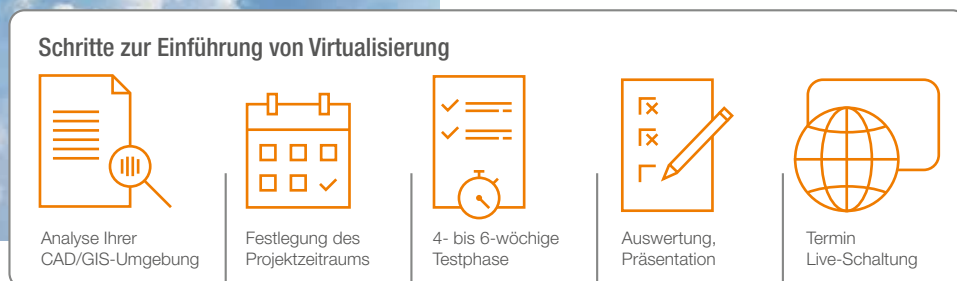 Schritte zur Einführung von Virtualisierung
Analyse Ihrer
CAD/GIS-Umgebung
Festlegung des
Projektzeitraums
4- bis 6-wöchige
Testphase
Auswertung,
Präsentation
Termin
Live-Schaltung